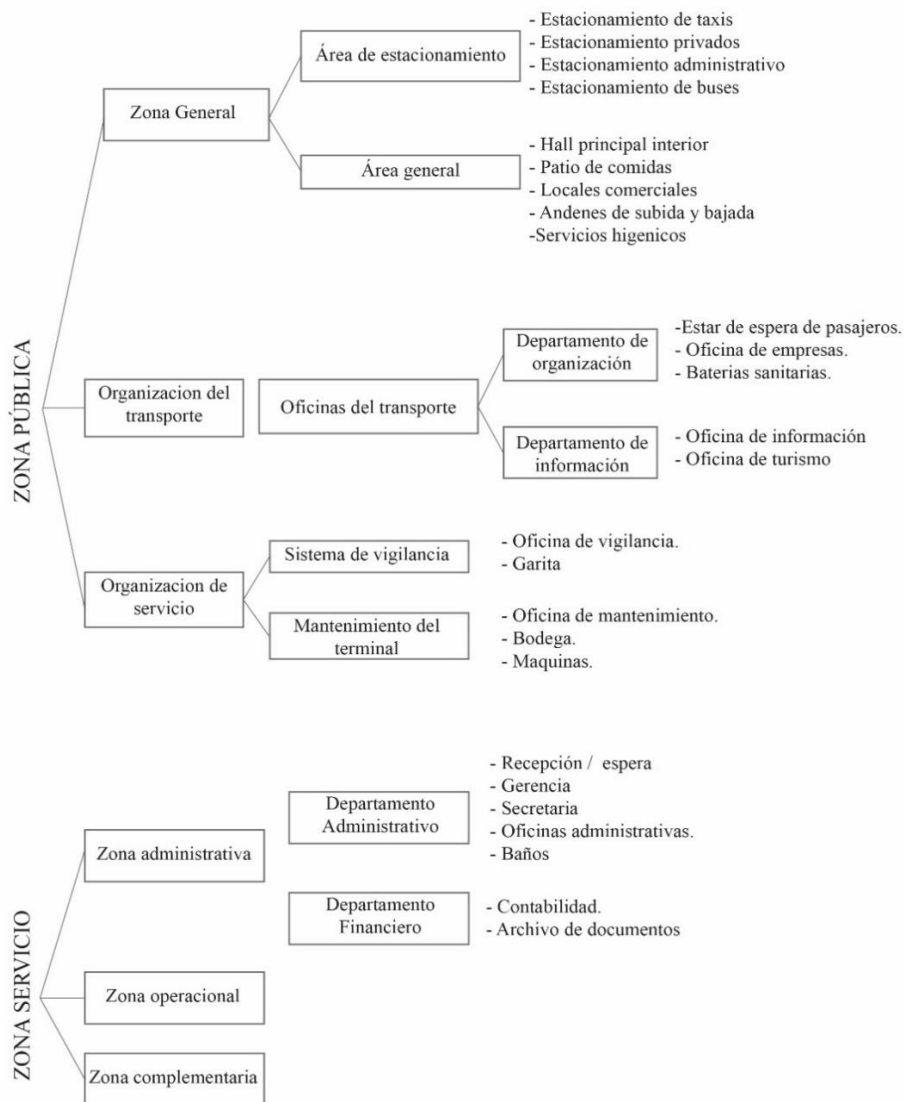 ZONA PÚBLICA
Zona General
Área de estacionamiento
- Estacionamiento de taxis
- Estacionamiento privados
- Estacionamiento administrativo
- Estacionamiento de buses
Área general
- Hall principal interior
- Patio de comidas
- Locales comerciales
- Andenes de subida y bajada
-Servicios higenicos
Organizacion del
transporte
Oficinas del transporte
Departamento de
organización
-Estar de espera de pasajeros.
- Oficina de empresas.
- Baterias sanitarias.
Departamento de
información
- Oficina de información
- Oficina de turismo
Organizacion de
servicio
Sistema de vigilancia
- Oficina de vigilancia.
- Garita
Mantenimiento del
terminal
- Oficina de mantenimiento.
- Bodega.
- Maquinas.
ZONA SERVICIO
Zona administrativa
Departamento
Administrativo
- Recepción / espera
- Gerencia
- Secretaria
- Oficinas administrativas.
- Baños
Departamento
Financiero
- Contabilidad.
- Archivo de documentos
Zona operacional
Zona complementaria